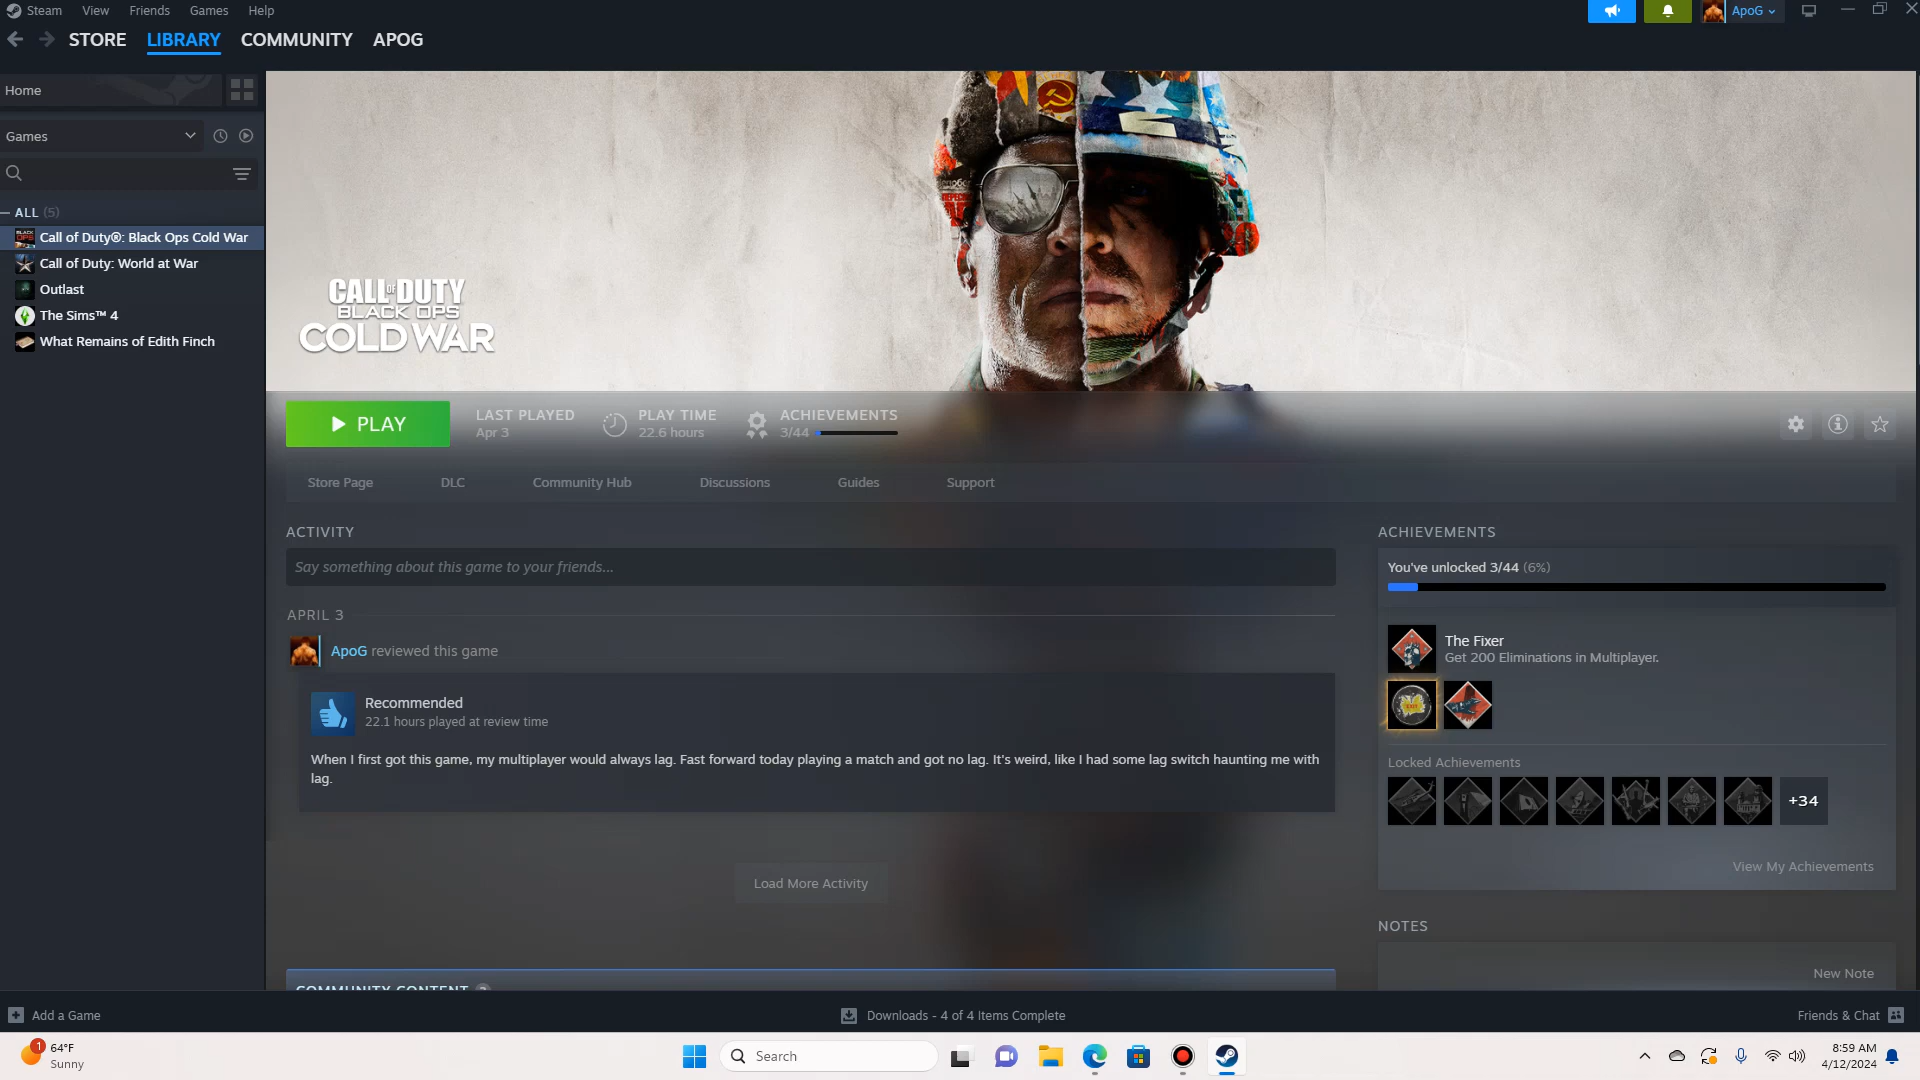 Steam View Friends Games Help
ApoG
STORE LIBRARY COMMUNITY APOG
Home
Games
ALL (5)
Call of Duty®: Black Ops Cold War
Call of Duty: World at War
Outlast
The Sims™ 4
What Remains of Edith Finch
CALL OF DUTY
BLACK OPS
COLD WAR
PLAY
LAST PLAYED
Apr 3
PLAY TIME
22.6 hours
ACHIEVEMENTS
3/44
Store Page DLC Community Hub Discussions Guides Support
ACTIVITY
Say something about this game to your friends...
APRIL 3
ApoG reviewed this game
Recommended
22.1 hours played at review time
When I first got this game, my multiplayer would always lag. Fast forward today playing a match and got no lag. It's weird, like I had some lag switch haunting me with
lag.
Load More Activity
COMMUNITY CONTENT
ACHIEVEMENTS
You've unlocked 3/44 (6%)
The Fixer
Get 200 Eliminations in Multiplayer.
Locked Achievements
+34
View My Achievements
NOTES
New Note
Add a Game
Downloads - 4 of 4 Items Complete
Friends & Chat
1
64°F
Sunny
Search
8:59 AM
4/12/2024